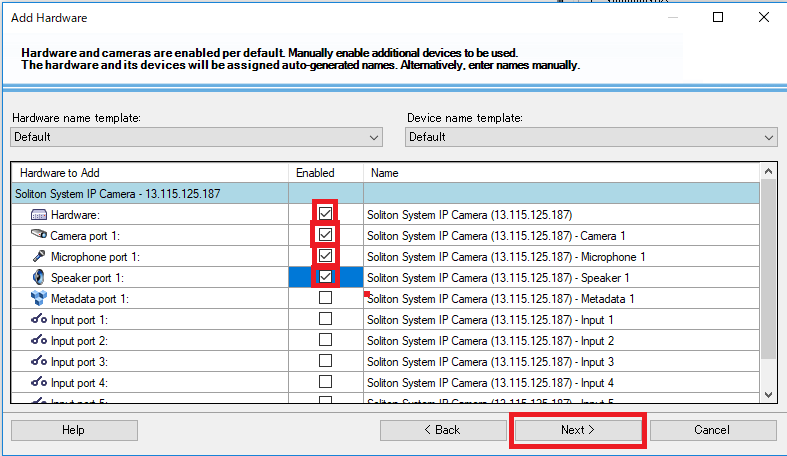 Add Hardware
Hardware and cameras are enabled per default. Manually enable additional devices to be used.
The hardware and its devices will be assigned auto-generated names. Alternatively, enter names manually.
Hardware name template: Device name template:
Default Default
Hardware to Add Enabled Name
Soliton System IP Camera - 13.115.125.187
Hardware: Soliton System IP Camera (13.115.125.187)
Camera port 1: Soliton System IP Camera (13.115.125.187) - Camera 1
Microphone port 1: Soliton System IP Camera (13.115.125.187) - Microphone 1
Speaker port 1: Soliton System IP Camera (13.115.125.187) - Speaker 1
Metadata port 1: Soliton System IP Camera (13.115.125.187) - Metadata 1
Input port 1: Soliton System IP Camera (13.115.125.187) - Input 1
Input port 2: Soliton System IP Camera (13.115.125.187) - Input 2
Input port 3: Soliton System IP Camera (13.115.125.187) - Input 3
Input port 4: Soliton System IP Camera (13.115.125.187) - Input 4
Input port 5: Soliton System IP Camera (13.115.125.187) - Input 5
Help < Back Next > Cancel